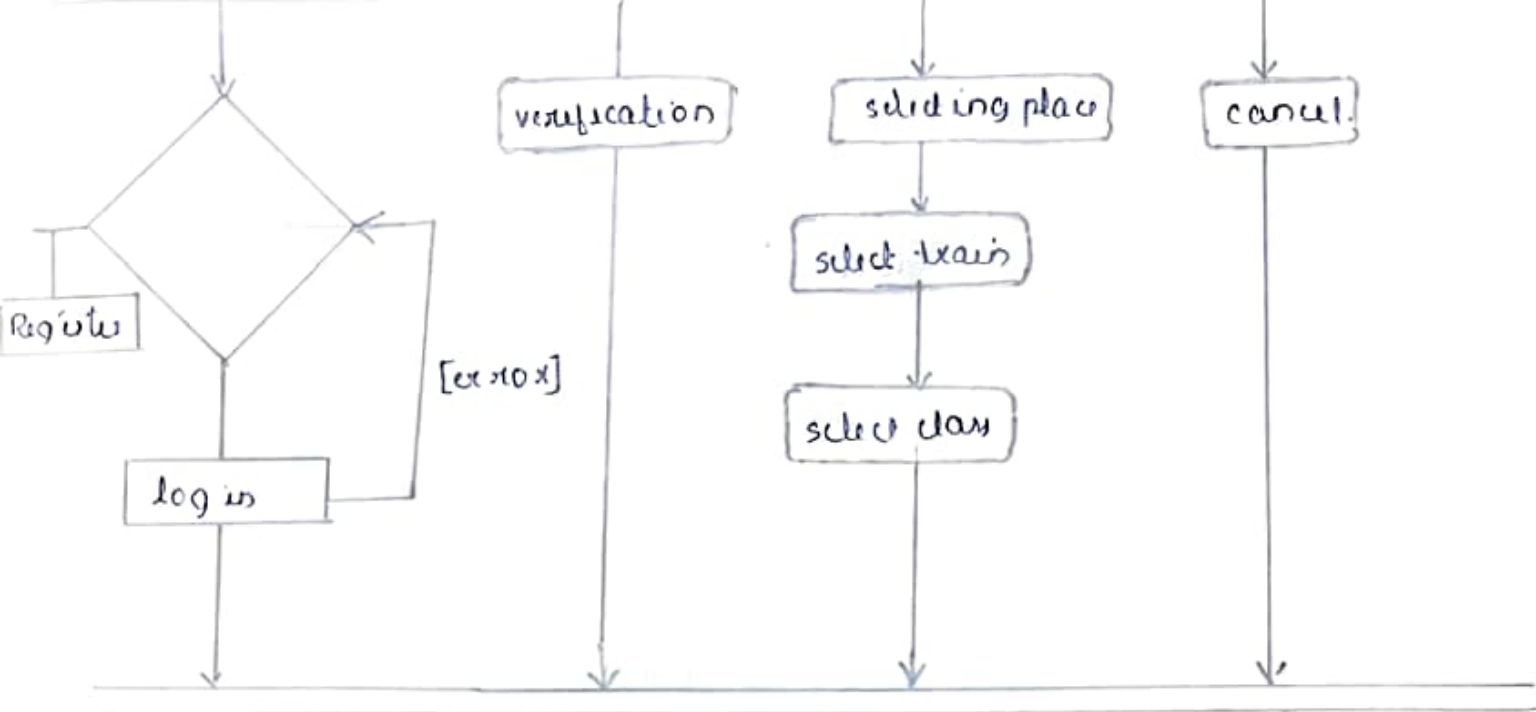 verification
selecting place
cancel.
select train
Register
[error]
select class
log in